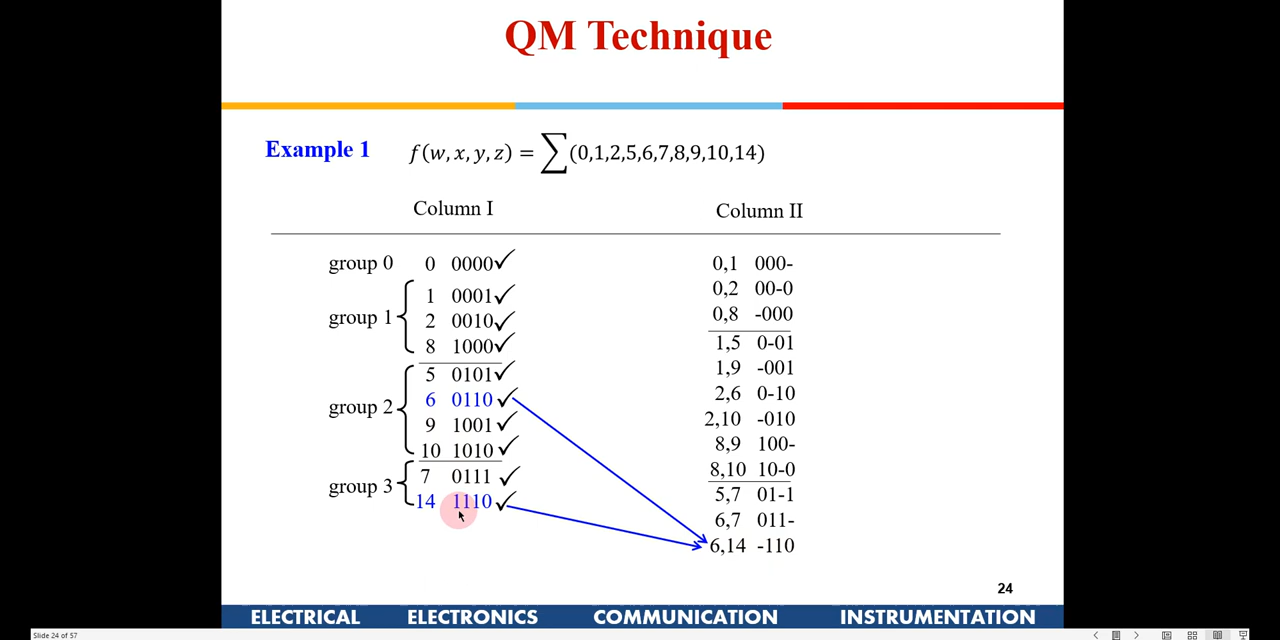 QM Technique
Example 1 f(w, x, y, z) = ∑(0,1,2,5,6,7,8,9,10,14)
Column I
group 0 0 0000✓
group 1
1 0001✓
2 0010✓
8 1000✓
group 2
5 0101✓
6 0110✓
9 1001✓
10 1010✓
group 3
7 0111✓
14 1110✓
Column II
0,1 000-
0,2 00-0
0,8 -000
1,5 0-01
1,9 -001
2,6 0-10
2,10 -010
8,9 100-
8,10 10-0
5,7 01-1
6,7 011-
6,14 -110
24
ELECTRICAL ELECTRONICS COMMUNICATION INSTRUMENTATION
Slide 24 of 57